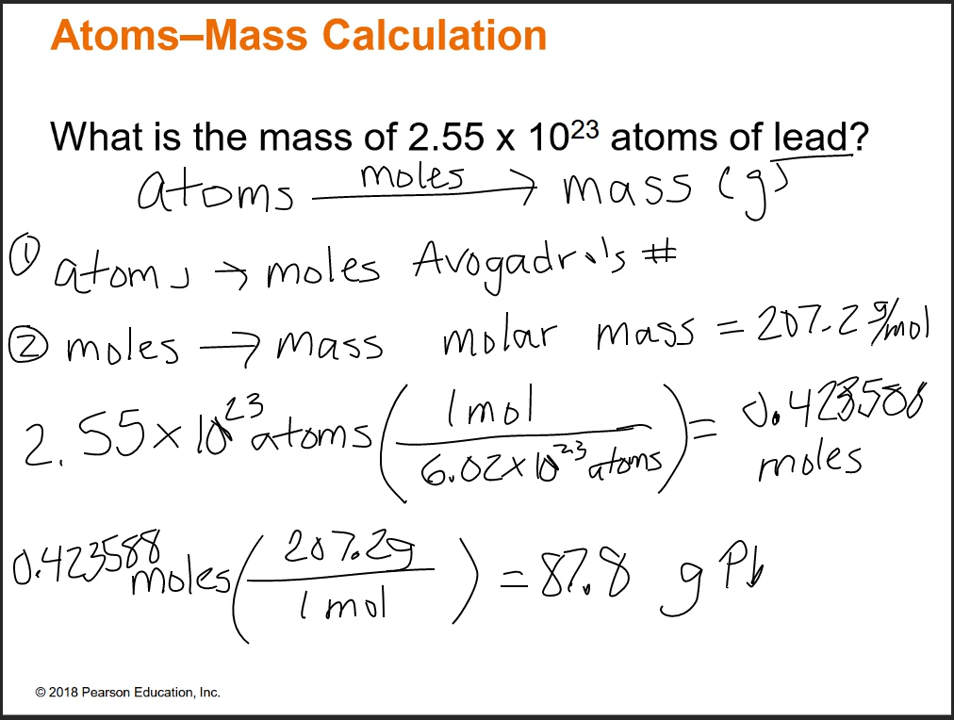 Atoms–Mass Calculation
What is the mass of 2.55 x 10²³ atoms of lead?
atoms —moles→ mass (g)
① atoms → moles Avogadro's #
② moles → mass molar mass = 207.2 g/mol
2.55 × 10²³ atoms (1 mol / 6.02 × 10²³ atoms) = 0.423588 moles
0.423588 moles (207.2g / 1 mol) = 87.8 g Pb
© 2018 Pearson Education, Inc.